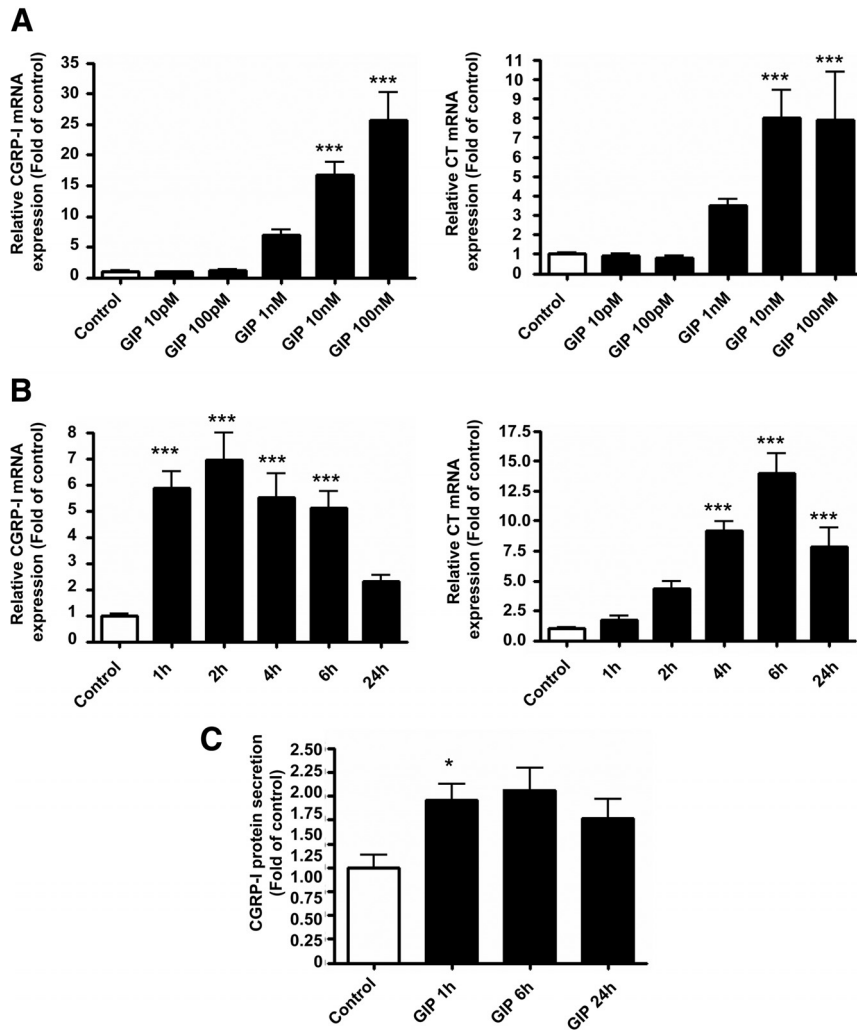 A
Relative CGRP-I mRNA
expression (Fold of control)
35
30
25
20
15
10
5
0
***
***
Control
GIP 10pM
GIP 100pM
GIP 1nM
GIP 10nM
GIP 100nM
Relative CT mRNA
expression (Fold of control)
11
10
9
8
7
6
5
4
3
2
1
0
***
***
Control
GIP 10pM
GIP 100pM
GIP 1nM
GIP 10nM
GIP 100nM
B
Relative CGRP-I mRNA
expression (Fold of control)
8
7
6
5
4
3
2
1
0
***
***
***
***
Control
1h
2h
4h
6h
24h
Relative CT mRNA
expression (Fold of control)
17.5
15.0
12.5
10.0
7.5
5.0
2.5
0.0
***
***
***
Control
1h
2h
4h
6h
24h
C
CGRP-I protein secretion
(Fold of control)
2.50
2.25
2.00
1.75
1.50
1.25
1.00
0.75
0.50
0.25
0
*
Control
GIP 1h
GIP 6h
GIP 24h